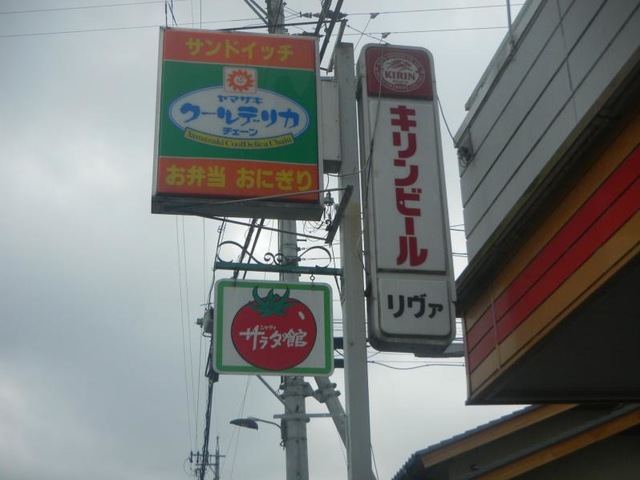 サンドイッチ
ヤマザキ
クールデリカ
チェーン
Yamazaki CoolDelica Chain
お弁当 おにぎり
KIRIN
キリンビール
リヴァ
サラダ館